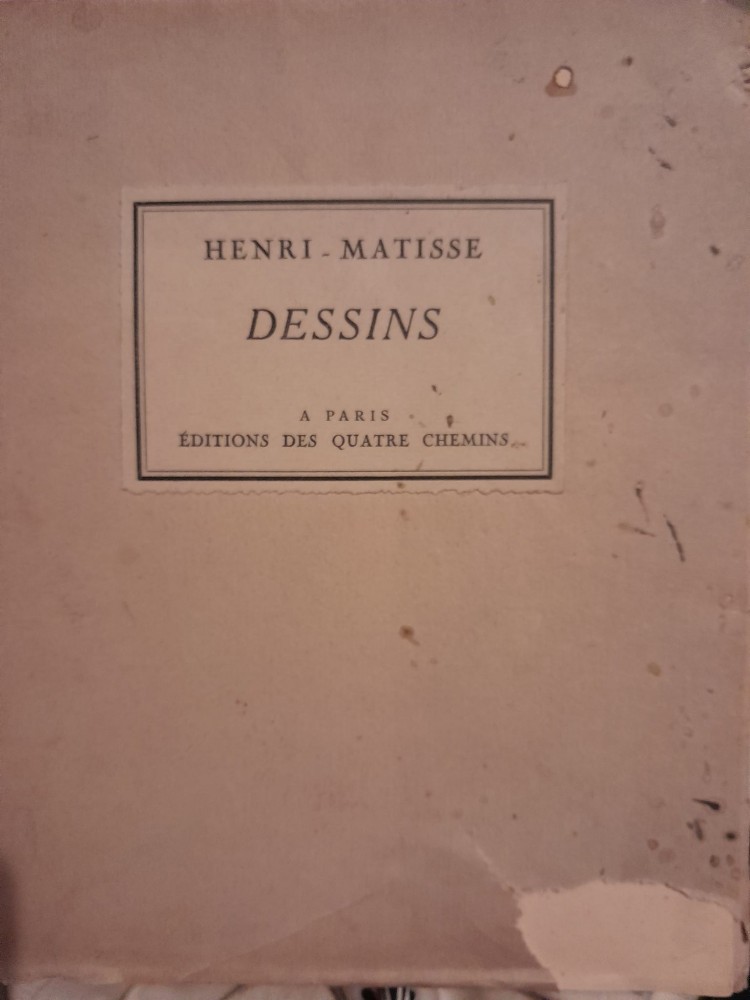 HENRI-MATISSE
DESSINS
A PARIS
ÉDITIONS DES QUATRE CHEMINS